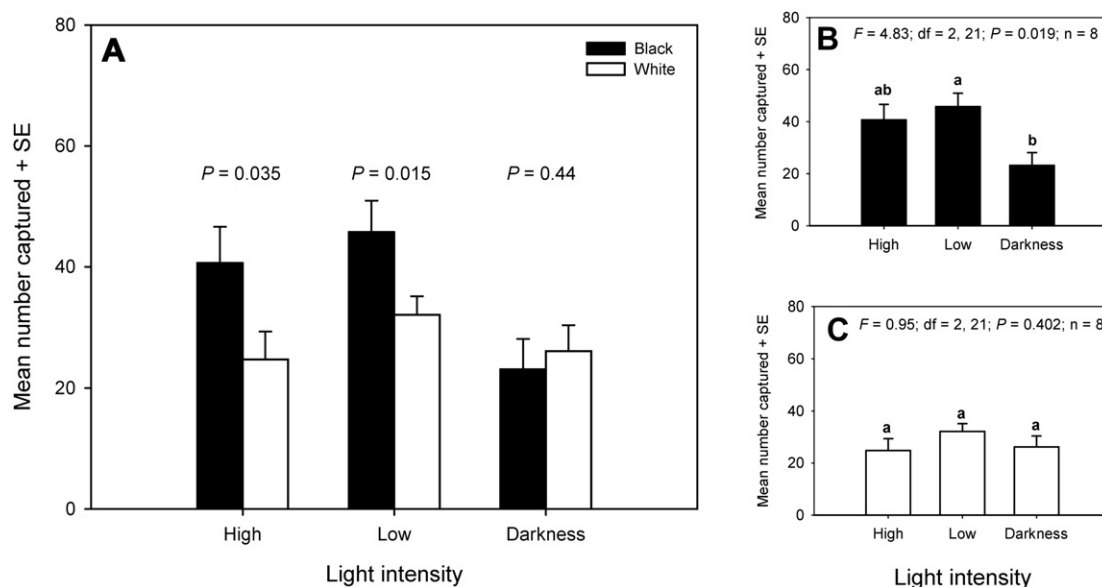 A
Black
White
P = 0.035
P = 0.015
P = 0.44
80
60
40
20
0
Mean number captured + SE
High
Low
Darkness
Light intensity
B
F = 4.83; df = 2, 21; P = 0.019; n = 8
ab
a
b
80
60
40
20
0
Mean number captured + SE
High
Low
Darkness
C
F = 0.95; df = 2, 21; P = 0.402; n = 8
a
a
a
80
60
40
20
0
Mean number captured + SE
High
Low
Darkness
Light intensity